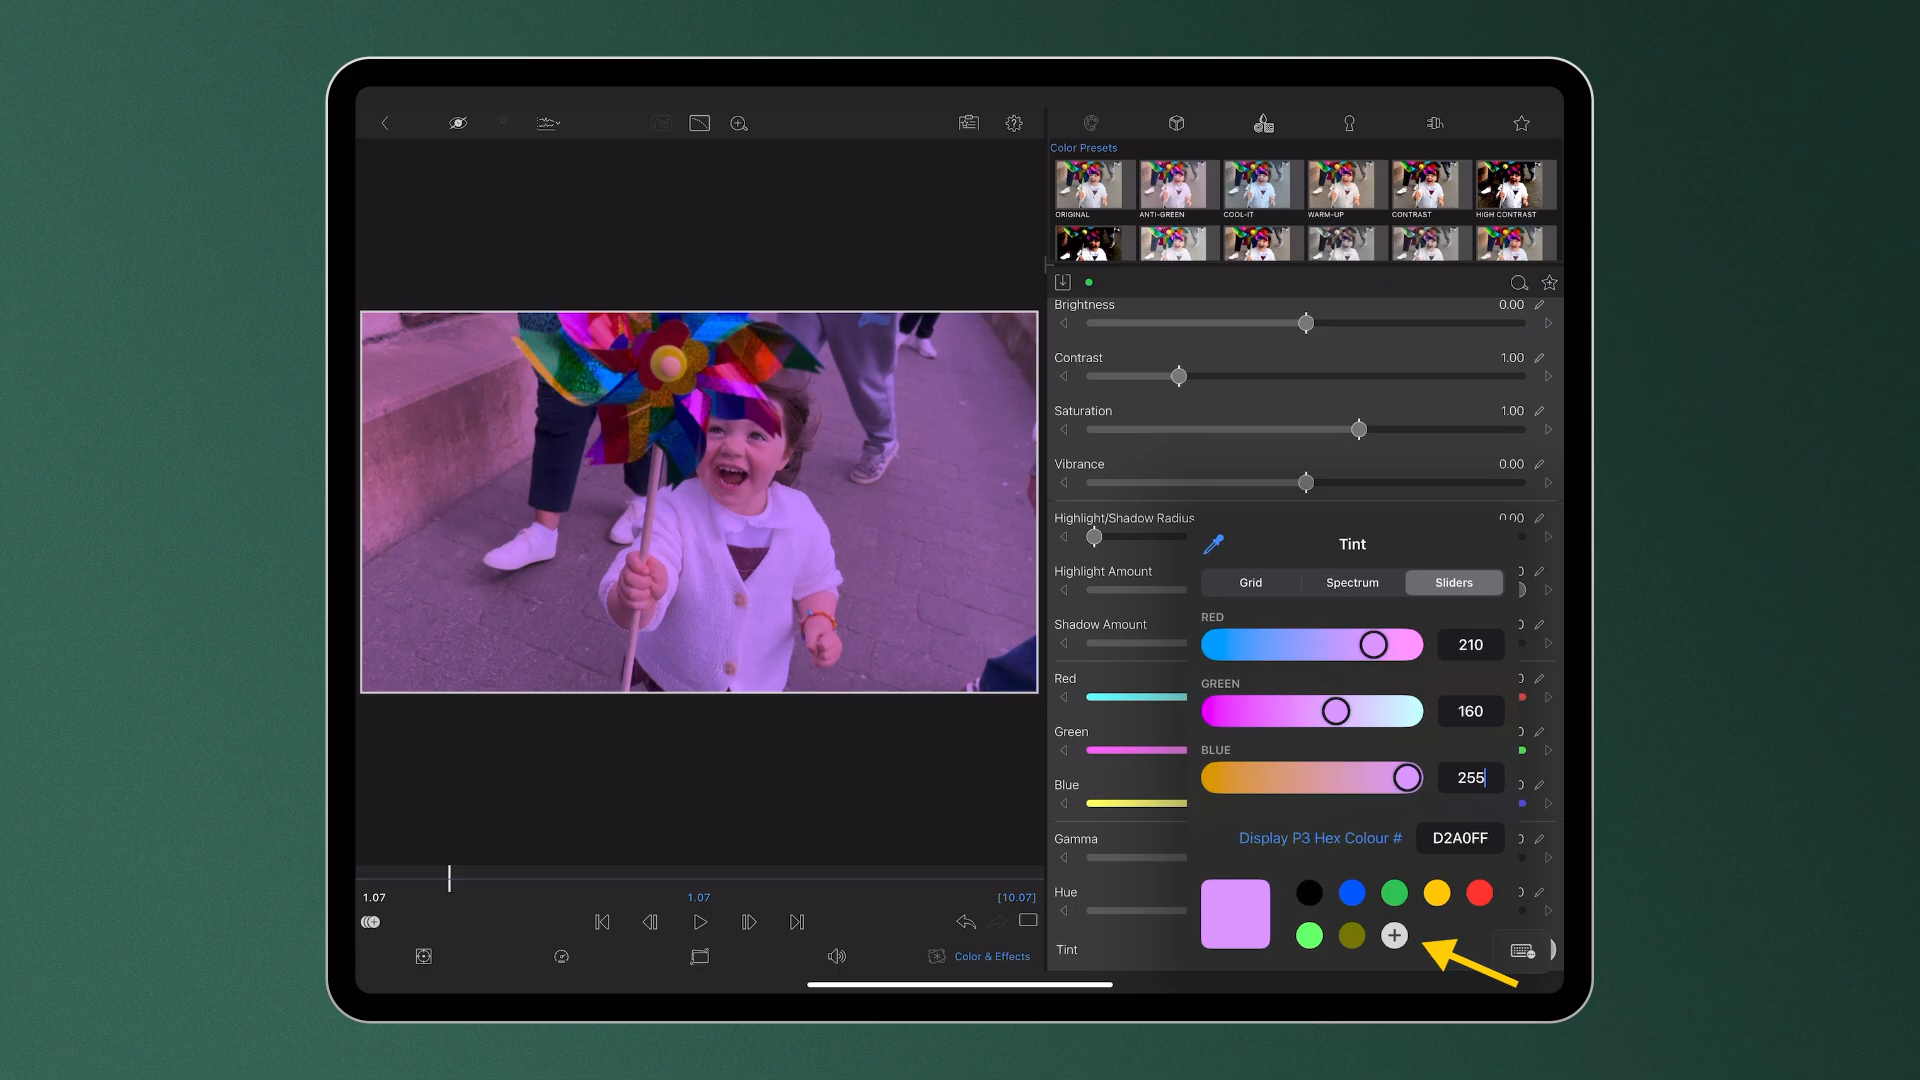 Color Presets
ORIGINAL
ANTI-GREEN
COOL-IT
WARM-UP
CONTRAST
HIGH CONTRAST
Brightness 0.00
Contrast 1.00
Saturation 1.00
Vibrance 0.00
Highlight/Shadow Radius 0.00
Highlight Amount
Shadow Amount
Red
Green
Blue
Gamma
Hue
Tint
Tint
Grid
Spectrum
Sliders
RED
210
GREEN
160
BLUE
255
Display P3 Hex Colour #
D2A0FF
1.07
1.07
[10.07]
Color & Effects